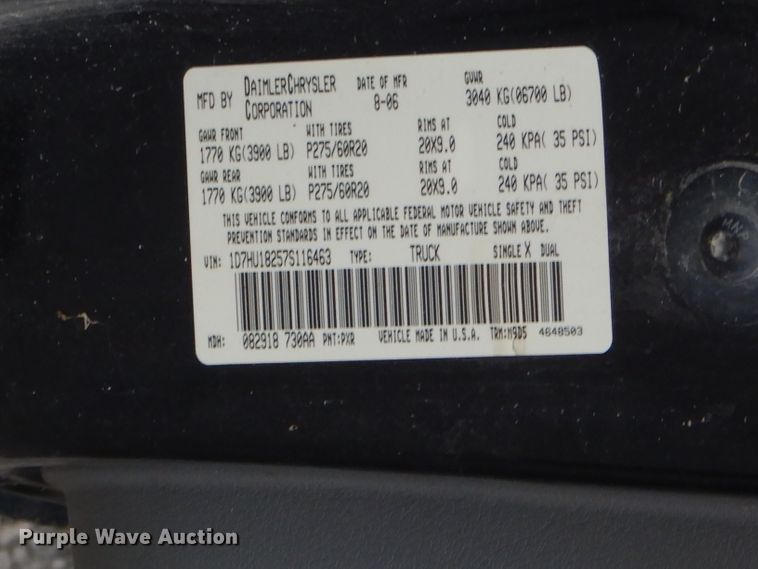 MFD BY DAIMLERCHRYSLER CORPORATION DATE OF MFR 8-06 GVWR 3040 KG(06700 LB)
GAWR FRONT WITH TIRES RIMS AT COLD
1770 KG(3900 LB) P275/60R20 20X9.0 240 KPA( 35 PSI)
GAWR REAR WITH TIRES RIMS AT COLD
1770 KG(3900 LB) P275/60R20 20X9.0 240 KPA( 35 PSI)
THIS VEHICLE CONFORMS TO ALL APPLICABLE FEDERAL MOTOR VEHICLE SAFETY AND THEFT
PREVENTION STANDARDS IN EFFECT ON THE DATE OF MANUFACTURE SHOWN ABOVE.
VIN: 1D7HU18257S116463 TYPE: TRUCK SINGLE X DUAL
MDH: 082918 730AA PNT:PXR VEHICLE MADE IN U.S.A. TRM:M9D5 4648503
Purple Wave Auction